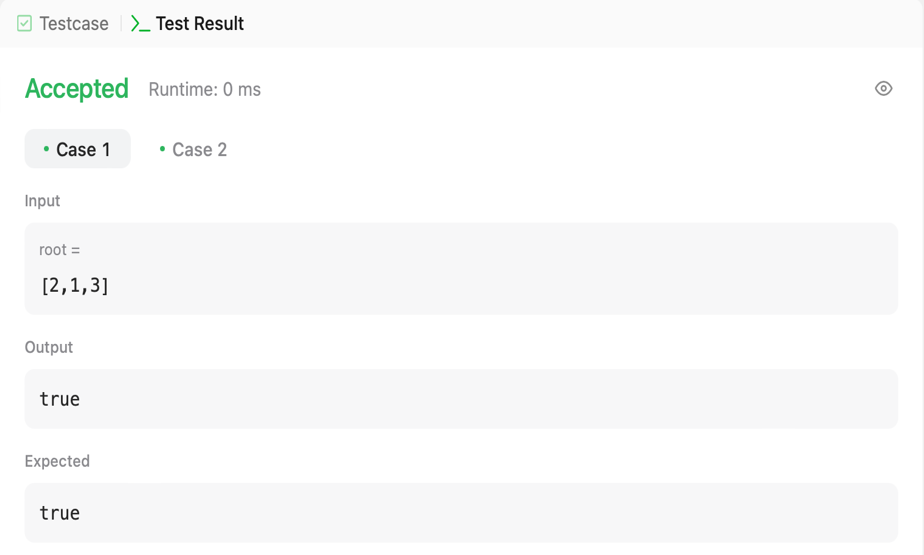 Testcase
Test Result
Accepted
Runtime: 0 ms
Case 1
Case 2
Input
root =
[2,1,3]
Output
true
Expected
true